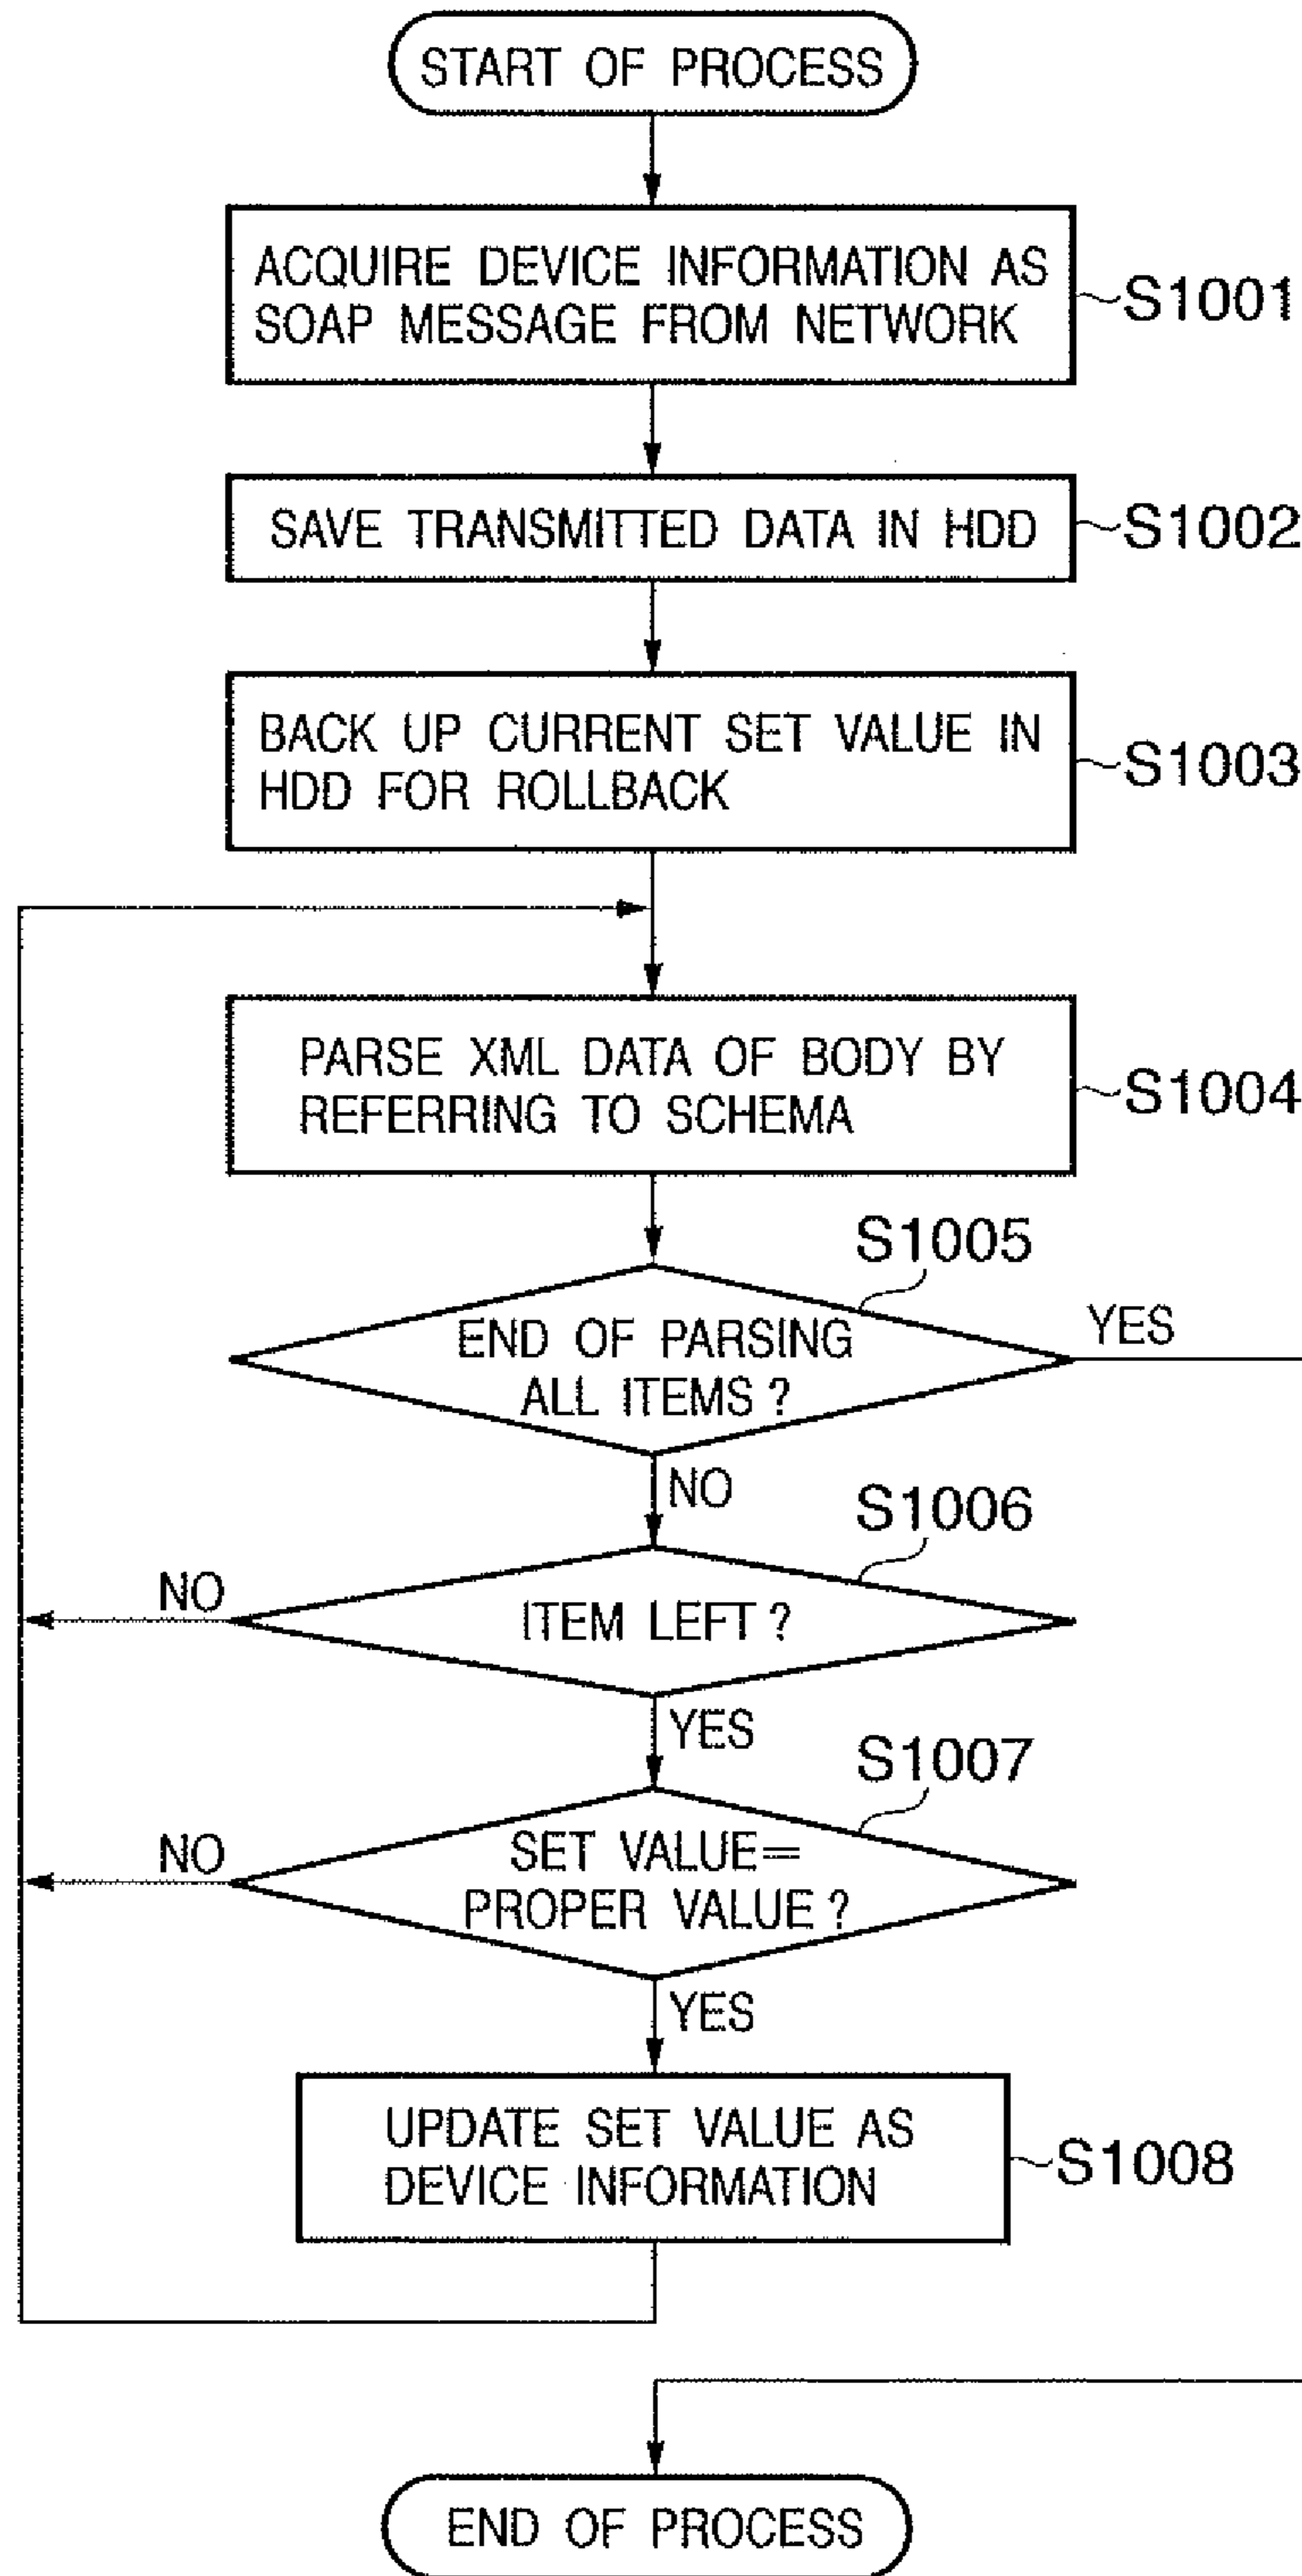 START OF PROCESS
ACQUIRE DEVICE INFORMATION AS
SOAP MESSAGE FROM NETWORK
S1001
SAVE TRANSMITTED DATA IN HDD
S1002
BACK UP CURRENT SET VALUE IN
HDD FOR ROLLBACK
S1003
PARSE XML DATA OF BODY BY
REFERRING TO SCHEMA
S1004
S1005
END OF PARSING
ALL ITEMS?
YES
NO
S1006
ITEM LEFT?
NO
YES
S1007
SET VALUE=
PROPER VALUE?
NO
YES
UPDATE SET VALUE AS
DEVICE INFORMATION
S1008
END OF PROCESS